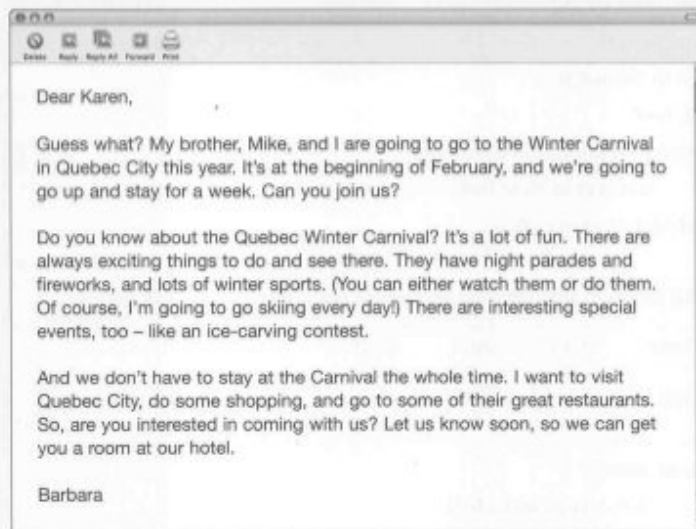 Delete Reply Reply All Forward Print
Dear Karen,
Guess what? My brother, Mike, and I are going to go to the Winter Carnival
in Quebec City this year. It's at the beginning of February, and we're going to
go up and stay for a week. Can you join us?
Do you know about the Quebec Winter Carnival? It's a lot of fun. There are
always exciting things to do and see there. They have night parades and
fireworks, and lots of winter sports. (You can either watch them or do them.
Of course, I'm going to go skiing every day!) There are interesting special
events, too – like an ice-carving contest.
And we don't have to stay at the Carnival the whole time. I want to visit
Quebec City, do some shopping, and go to some of their great restaurants.
So, are you interested in coming with us? Let us know soon, so we can get
you a room at our hotel.
Barbara